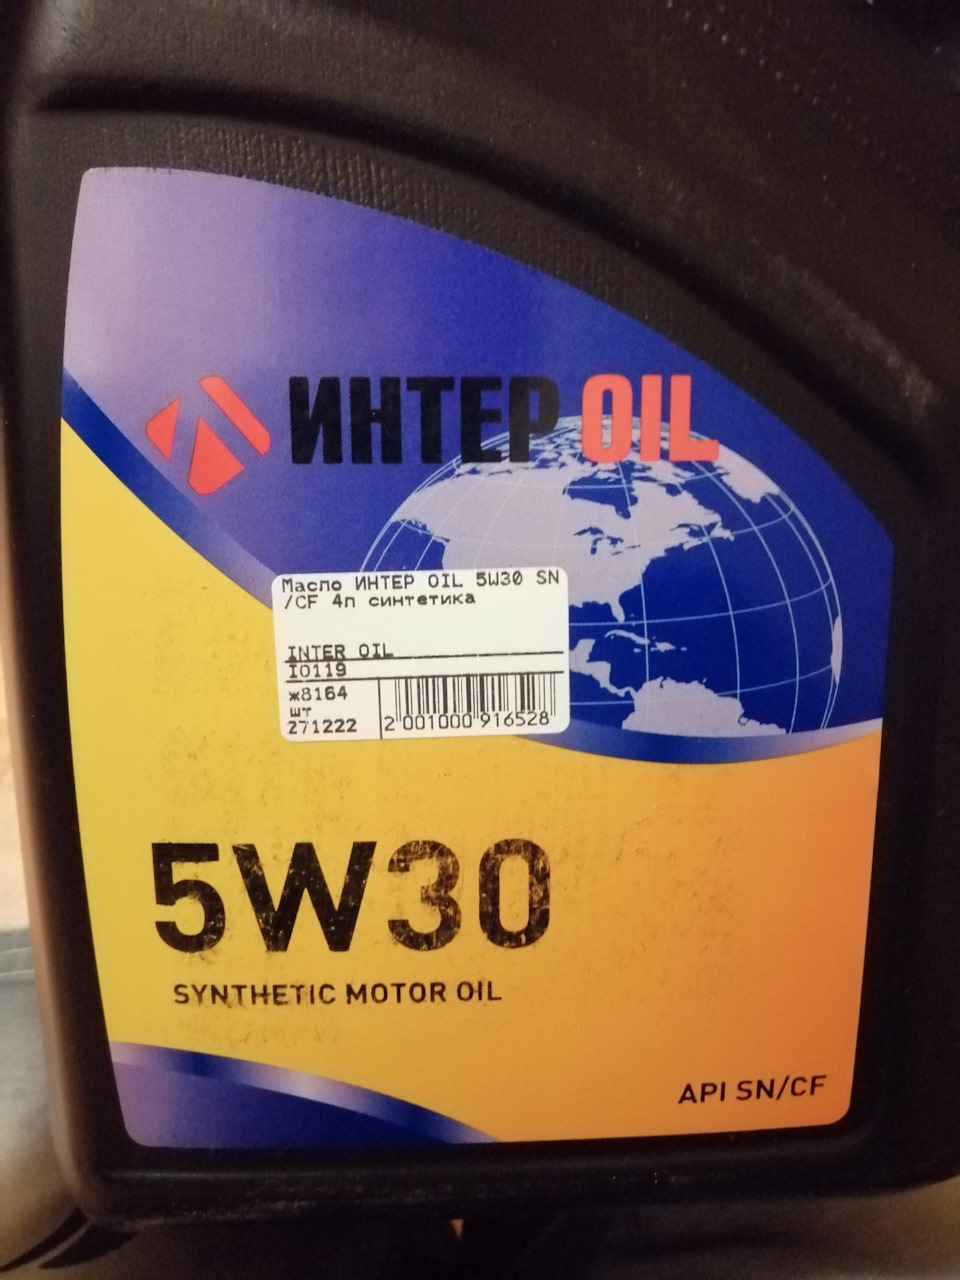 ИНТЕР OIL
Масло ИНТЕР OIL 5W30 SN
/CF 4л синтетика
INTER OIL
IO119
ж8164
шт
271222
2 001000 916528
5W30
SYNTHETIC MOTOR OIL
API SN/CF